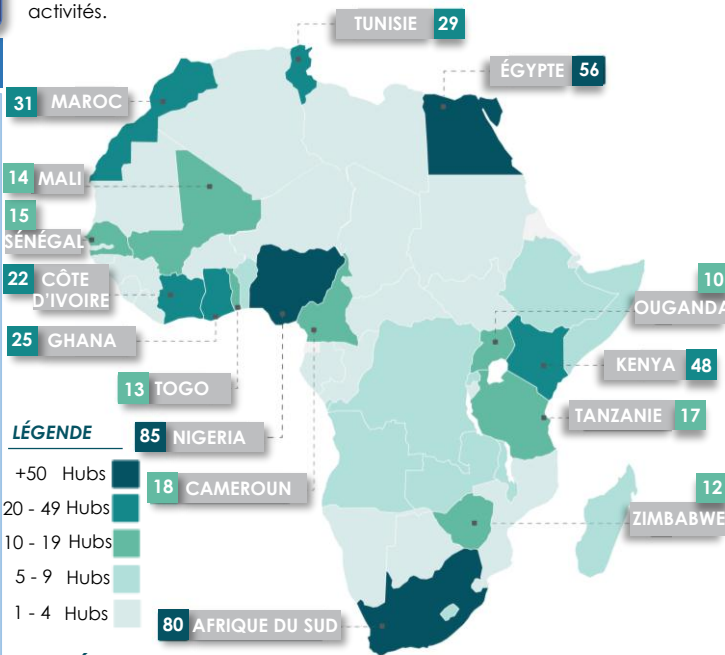 activités.
TUNISIE 29
ÉGYPTE 56
31 MAROC
14 MALI
15
SÉNÉGAL
22 CÔTE
D'IVOIRE
25 GHANA
13 TOGO
85 NIGERIA
18 CAMEROUN
80 AFRIQUE DU SUD
10
OUGANDA
KENYA 48
TANZANIE 17
12
ZIMBABWE
LÉGENDE
+50 Hubs
20 - 49 Hubs
10 - 19 Hubs
5 - 9 Hubs
1 - 4 Hubs